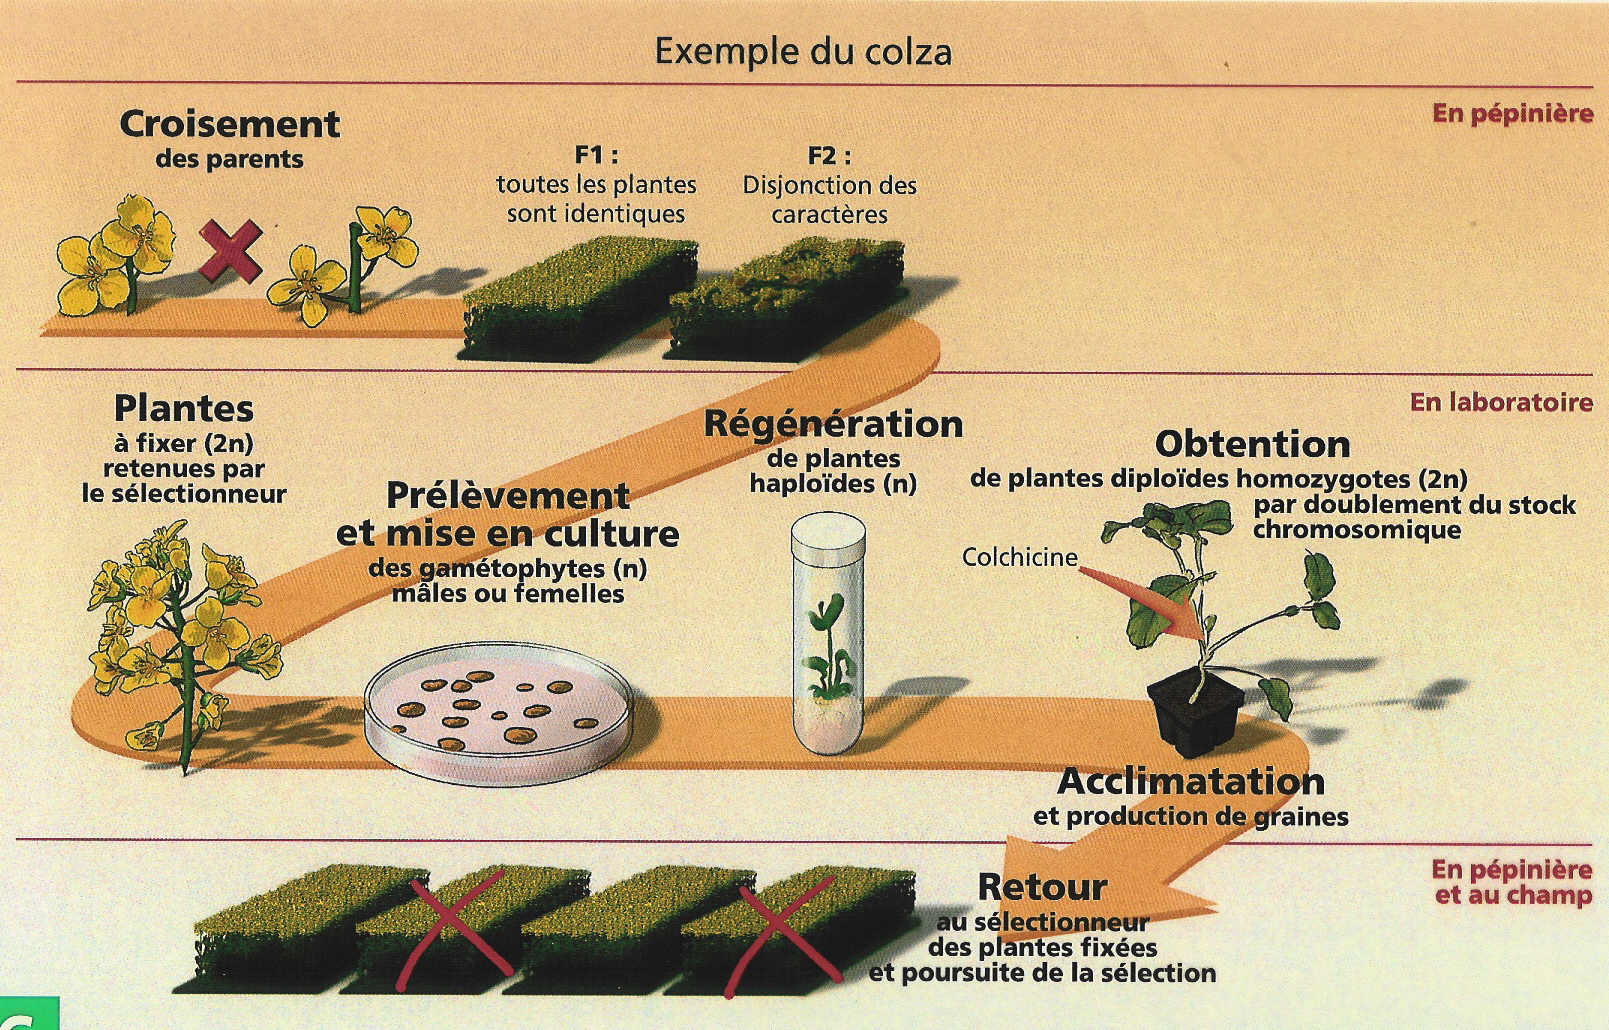 Exemple du colza
En pépinière
Croisement
des parents
F1 :
toutes les plantes
sont identiques
F2 :
Disjonction des
caractères
En laboratoire
Plantes
à fixer (2n)
retenues par
le sélectionneur
Prélèvement
et mise en culture
des gamétophytes (n)
mâles ou femelles
Régénération
de plantes
haploïdes (n)
Obtention
de plantes diploïdes homozygotes (2n)
par doublement du stock
chromosomique
Colchicine
Acclimatation
et production de graines
En pépinière
et au champ
Retour
au sélectionneur
des plantes fixées
et poursuite de la sélection